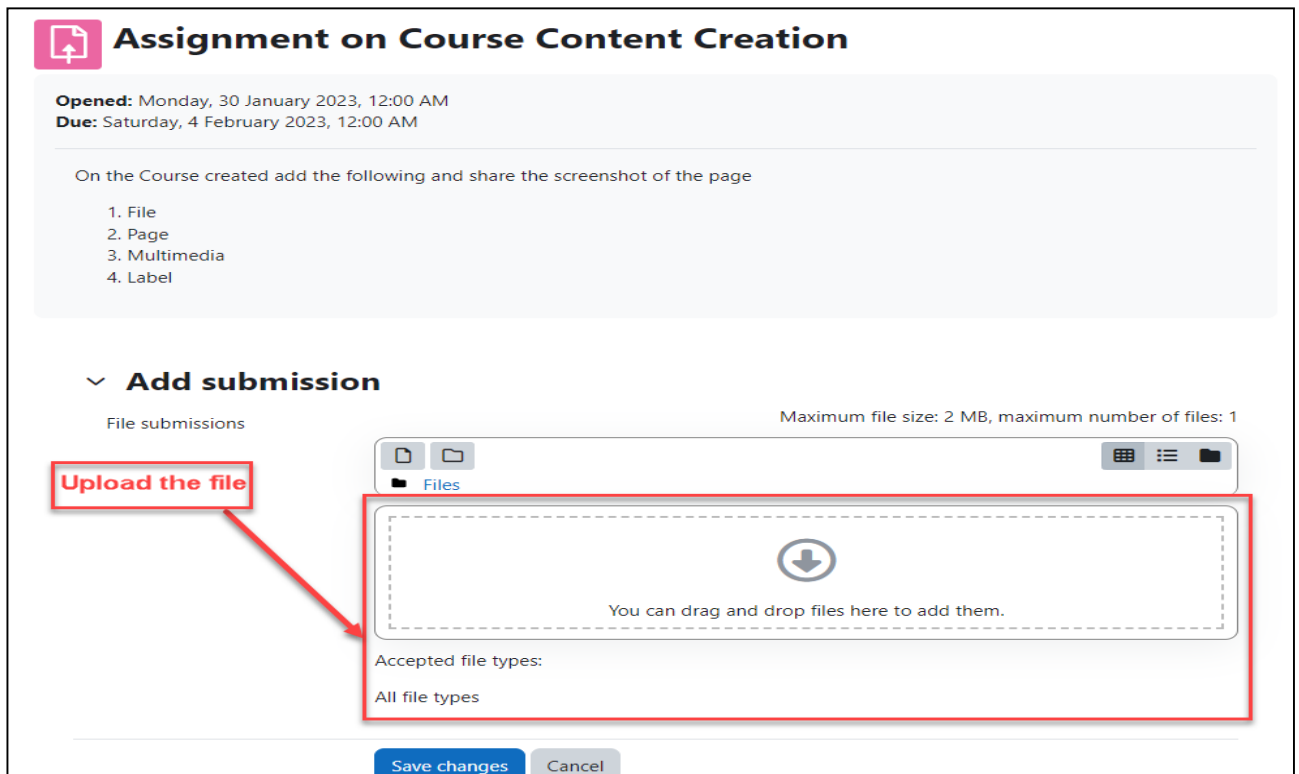 Assignment on Course Content Creation
Opened: Monday, 30 January 2023, 12:00 AM
Due: Saturday, 4 February 2023, 12:00 AM
On the Course created add the following and share the screenshot of the page
1. File
2. Page
3. Multimedia
4. Label
Add submission
File submissions
Maximum file size: 2 MB, maximum number of files: 1
Upload the file
Files
You can drag and drop files here to add them.
Accepted file types:
All file types
Save changes
Cancel